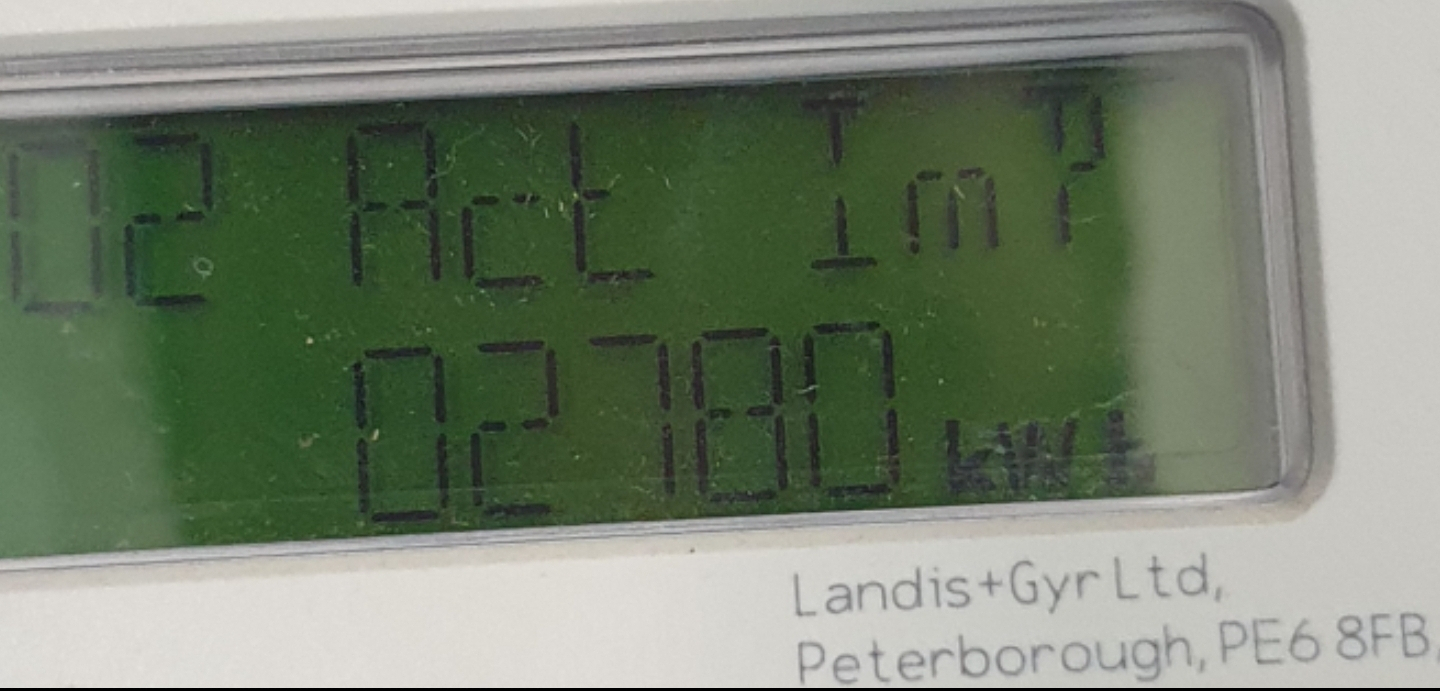 02 Act Imp
02780 kWh
Landis+Gyr Ltd,
Peterborough, PE6 8FB,